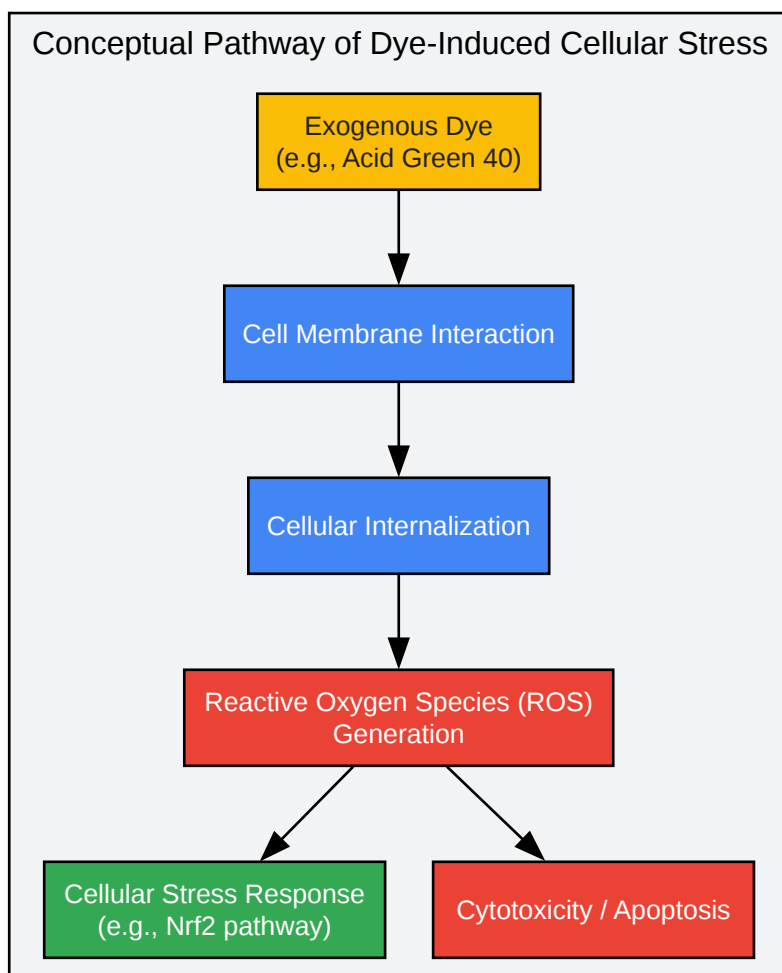 Conceptual Pathway of Dye-Induced Cellular Stress
Exogenous Dye
(e.g., Acid Green 40)
Cell Membrane Interaction
Cellular Internalization
Reactive Oxygen Species (ROS)
Generation
Cellular Stress Response
(e.g., Nrf2 pathway)
Cytotoxicity / Apoptosis